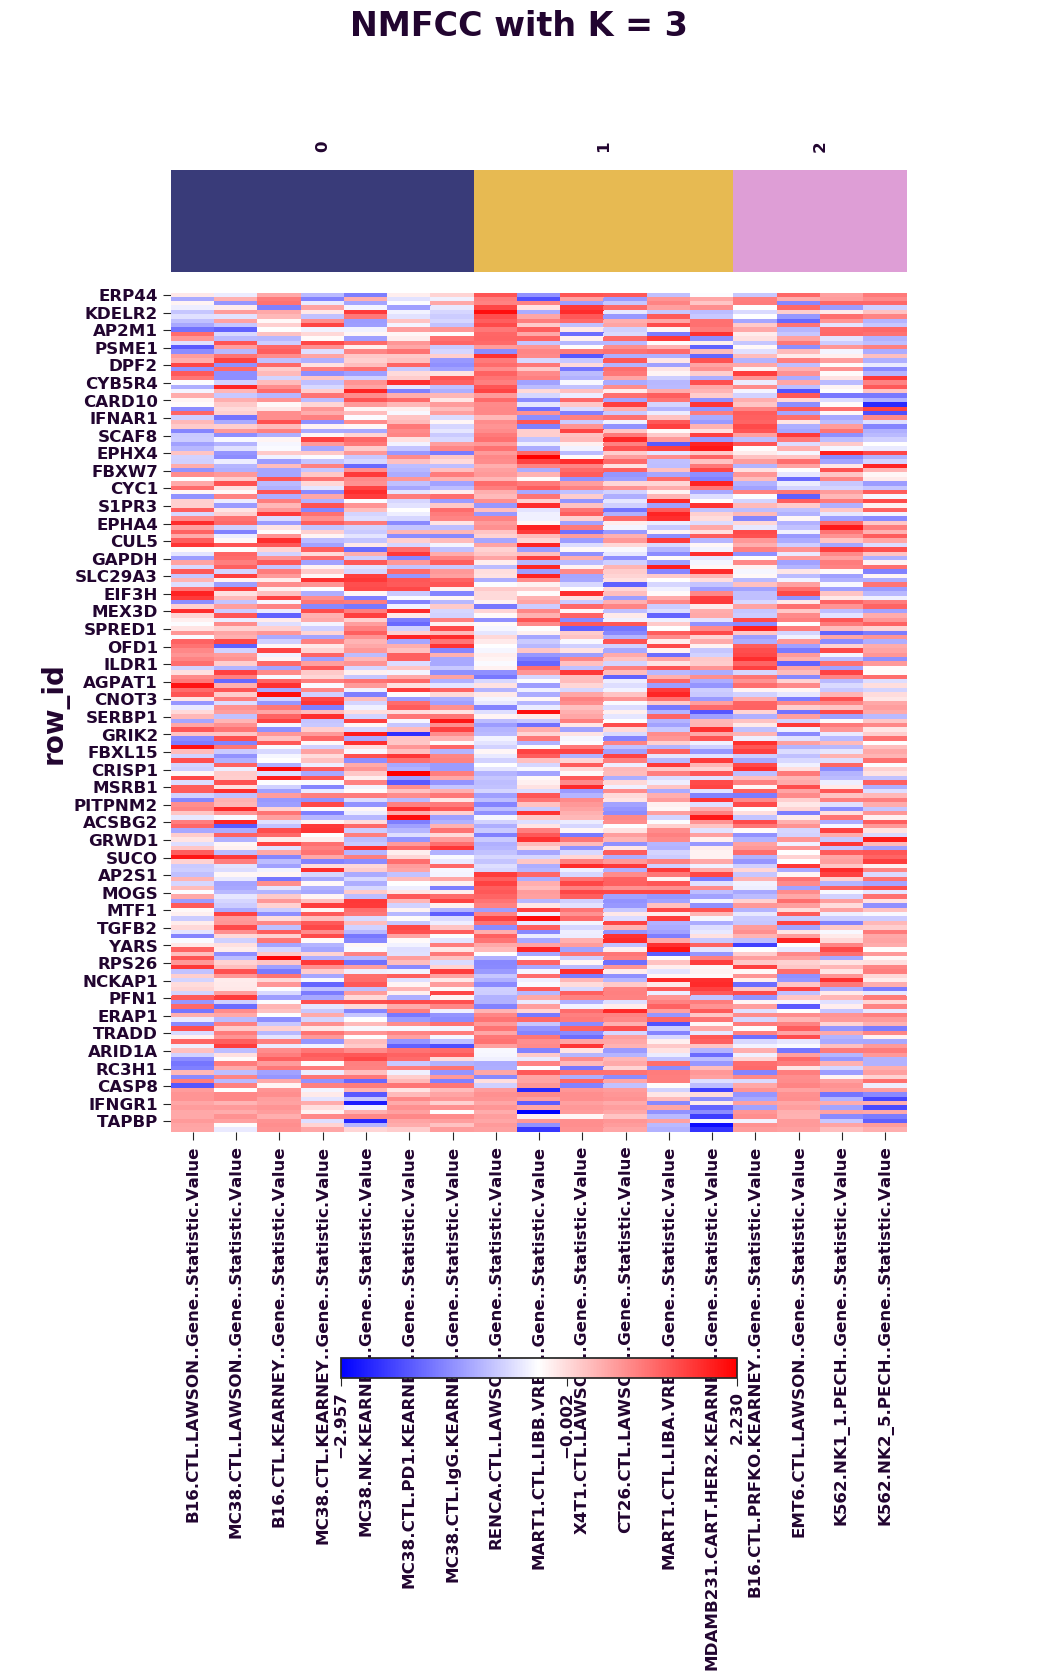 NMFCC with K = 3
0
1
2
row_id
ERP44
KDELR2
AP2M1
PSME1
DPF2
CYB5R4
CARD10
IFNAR1
SCAF8
EPHX4
FBXW7
CYC1
S1PR3
EPHA4
CUL5
GAPDH
SLC29A3
EIF3H
MEX3D
SPRED1
OFD1
ILDR1
AGPAT1
CNOT3
SERBP1
GRIK2
FBXL15
CRISP1
MSRB1
PITPNM2
ACSBG2
GRWD1
SUCO
AP2S1
MOGS
MTF1
TGFB2
YARS
RPS26
NCKAP1
PFN1
ERAP1
TRADD
ARID1A
RC3H1
CASP8
IFNGR1
TAPBP
B16.CTL.LAWSON..Gene..Statistic.Value
MC38.CTL.LAWSON..Gene..Statistic.Value
B16.CTL.KEARNEY..Gene..Statistic.Value
MC38.CTL.KEARNEY..Gene..Statistic.Value
MC38.NK.KEARNE .Gene..Statistic.Value
MC38.CTL.PD1.KEARNE .Gene..Statistic.Value
MC38.CTL.IgG.KEARNE .Gene..Statistic.Value
RENCA.CTL.LAWSO .Gene..Statistic.Value
MART1.CTL.LIBB.VRE .Gene..Statistic.Value
X4T1.CTL.LAWSO .Gene..Statistic.Value
CT26.CTL.LAWSO .Gene..Statistic.Value
MART1.CTL.LIBA.VRE .Gene..Statistic.Value
MDAMB231.CART.HER2.KEARNE .Gene..Statistic.Value
B16.CTL.PRFKO.KEARNEY..Gene..Statistic.Value
EMT6.CTL.LAWSON..Gene..Statistic.Value
K562.NK1_1.PECH..Gene..Statistic.Value
K562.NK2_5.PECH..Gene..Statistic.Value
−2.957
−0.002
2.230